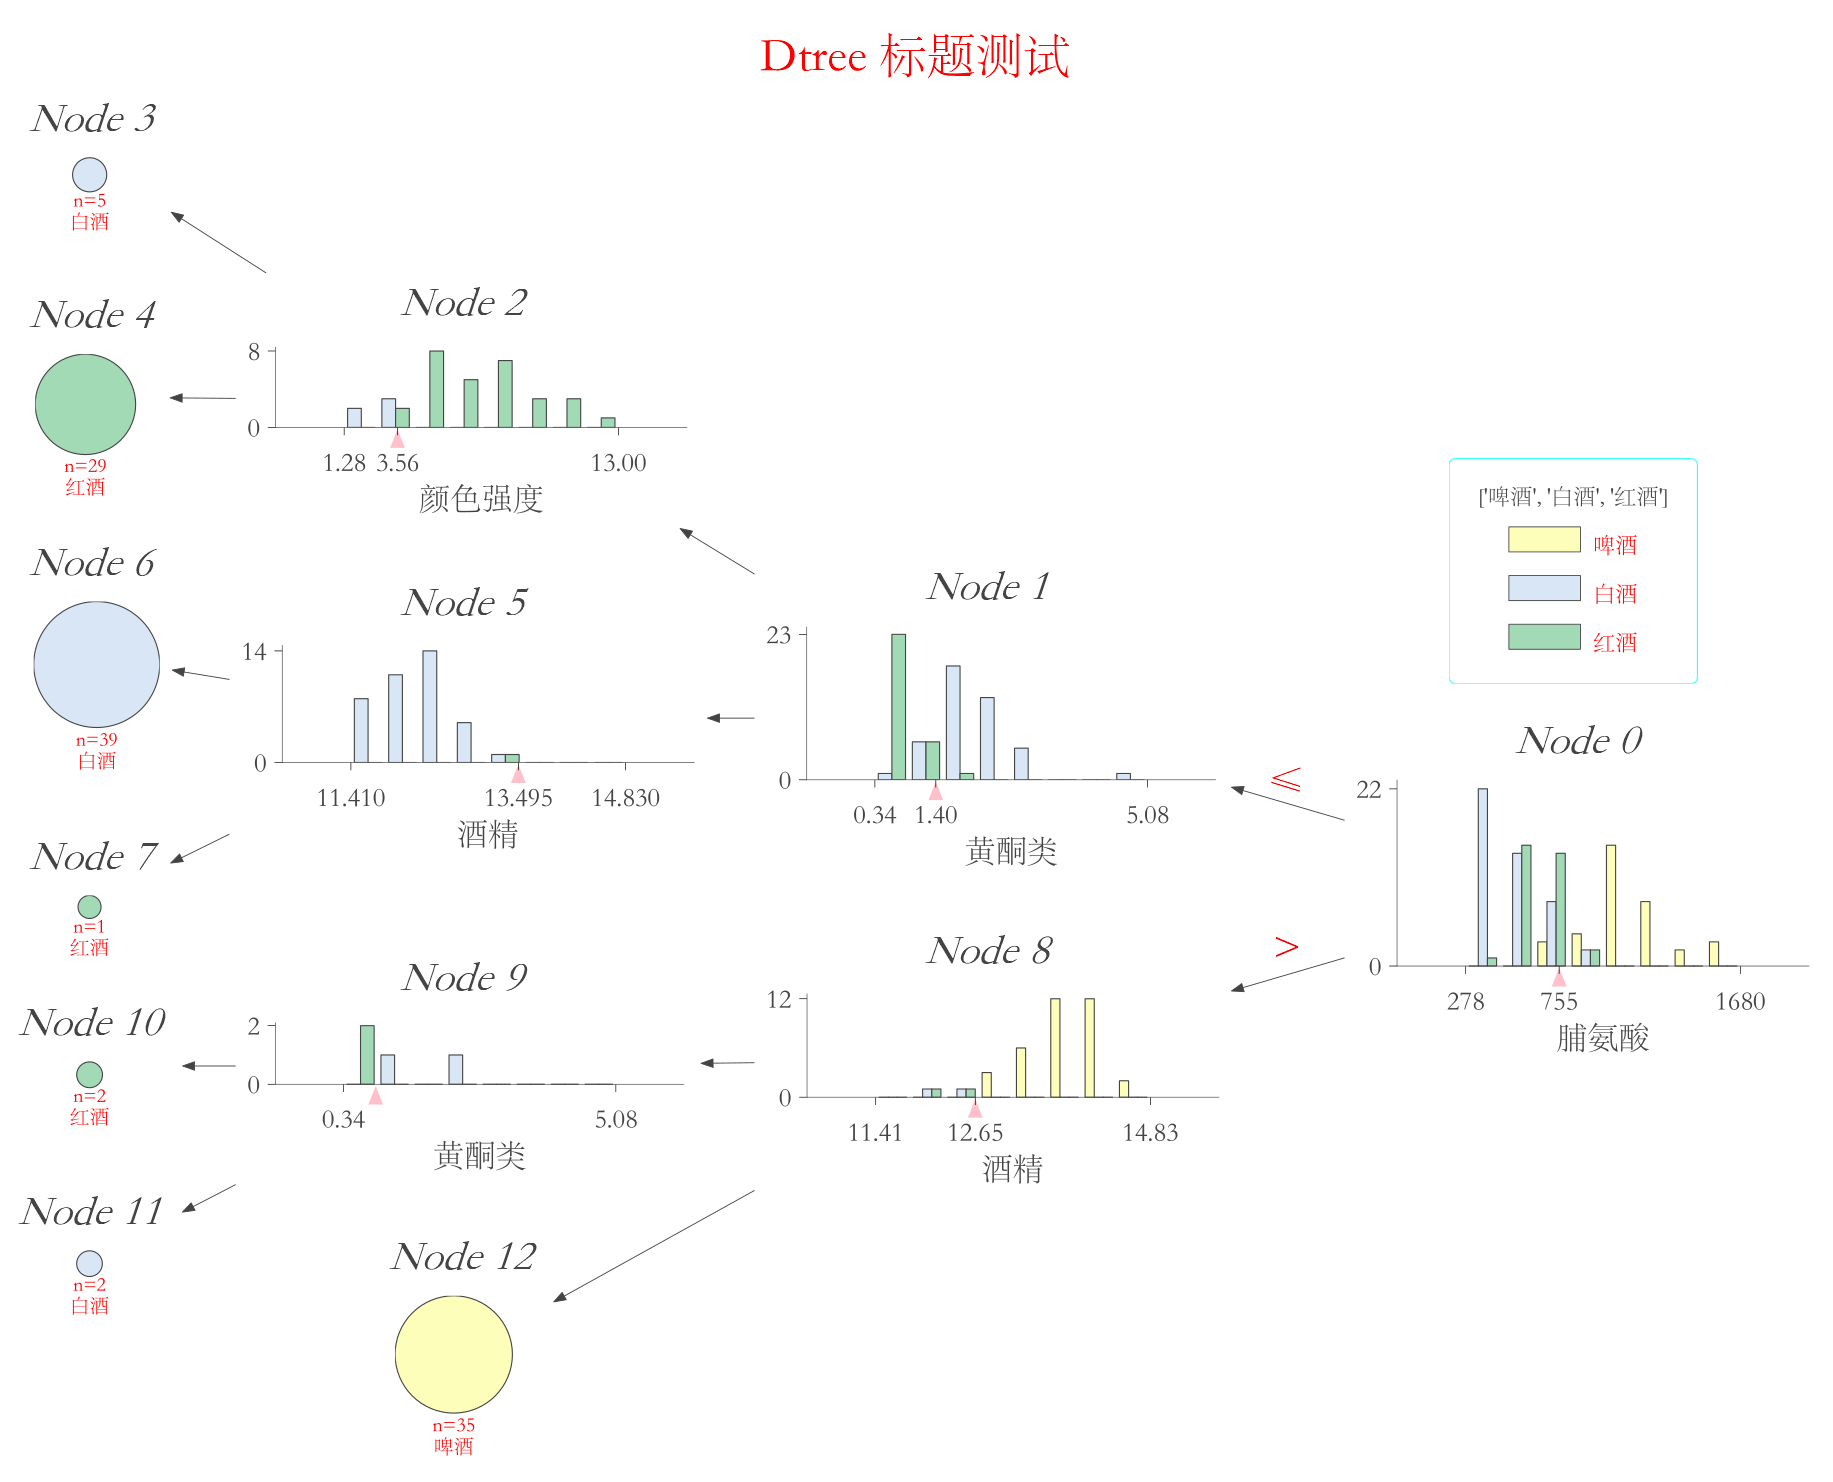 Dtree 标题测试
Node 3
n=5
白酒
Node 4
n=29
红酒
Node 2
8
0
1.28 3.56 13.00
颜色强度
Node 6
n=39
白酒
Node 5
14
0
11.410 13.495 14.830
酒精
Node 7
n=1
红酒
Node 1
23
0
0.34 1.40 5.08
黄酮类
['啤酒', '白酒', '红酒']
啤酒
白酒
红酒
Node 0
22
0
278 755 1680
脯氨酸
≤
>
Node 8
12
0
11.41 12.65 14.83
酒精
Node 9
2
0
0.34 5.08
黄酮类
Node 10
n=2
红酒
Node 11
n=2
白酒
Node 12
n=35
啤酒